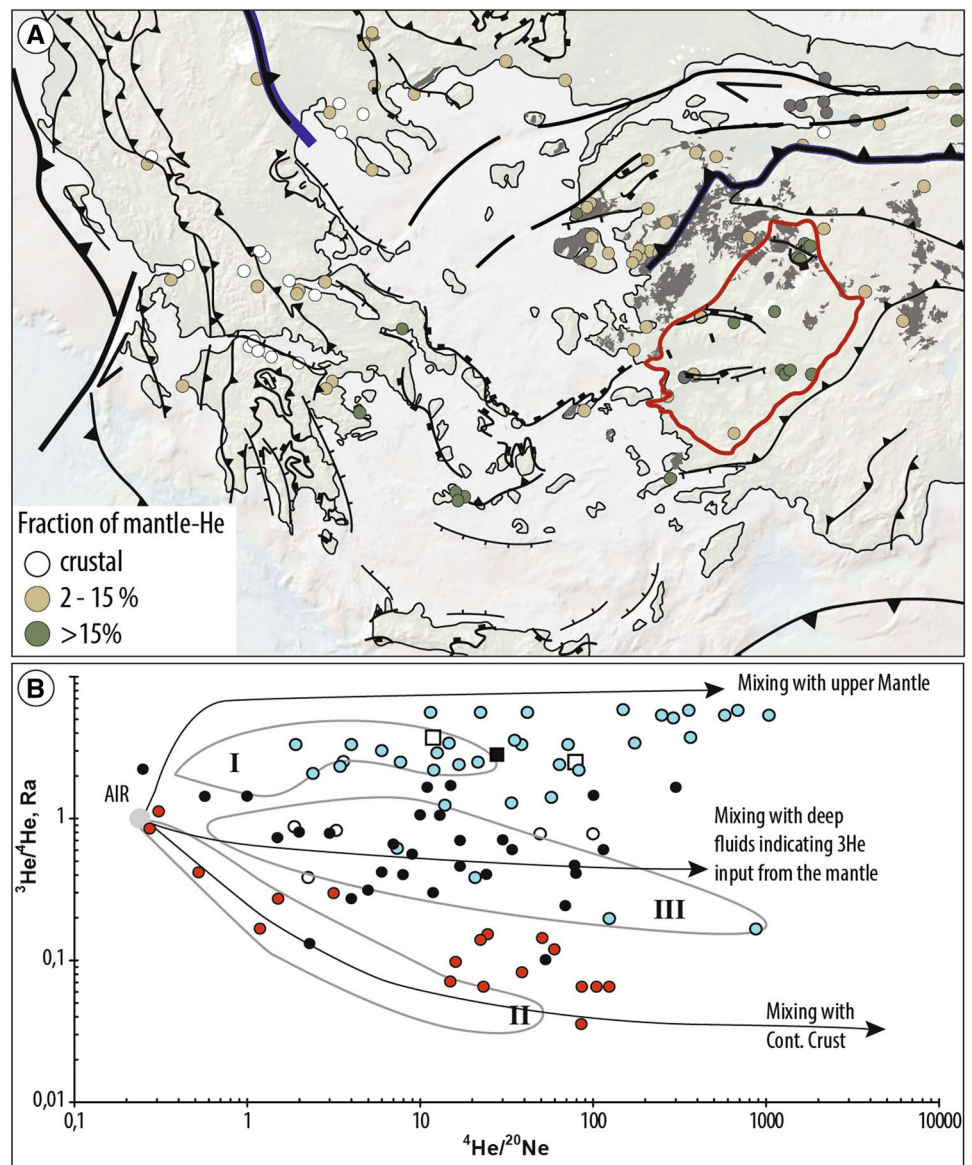 A
Fraction of mantle-He
crustal
2 - 15 %
>15%
B
Mixing with upper Mantle
I
AIR
1
Mixing with deep
fluids indicating 3He
input from the mantle
³He/⁴He, Ra
III
0,1
II
Mixing with
Cont. Crust
0,01
0,1
1
10
100
1000
10000
⁴He/²⁰Ne